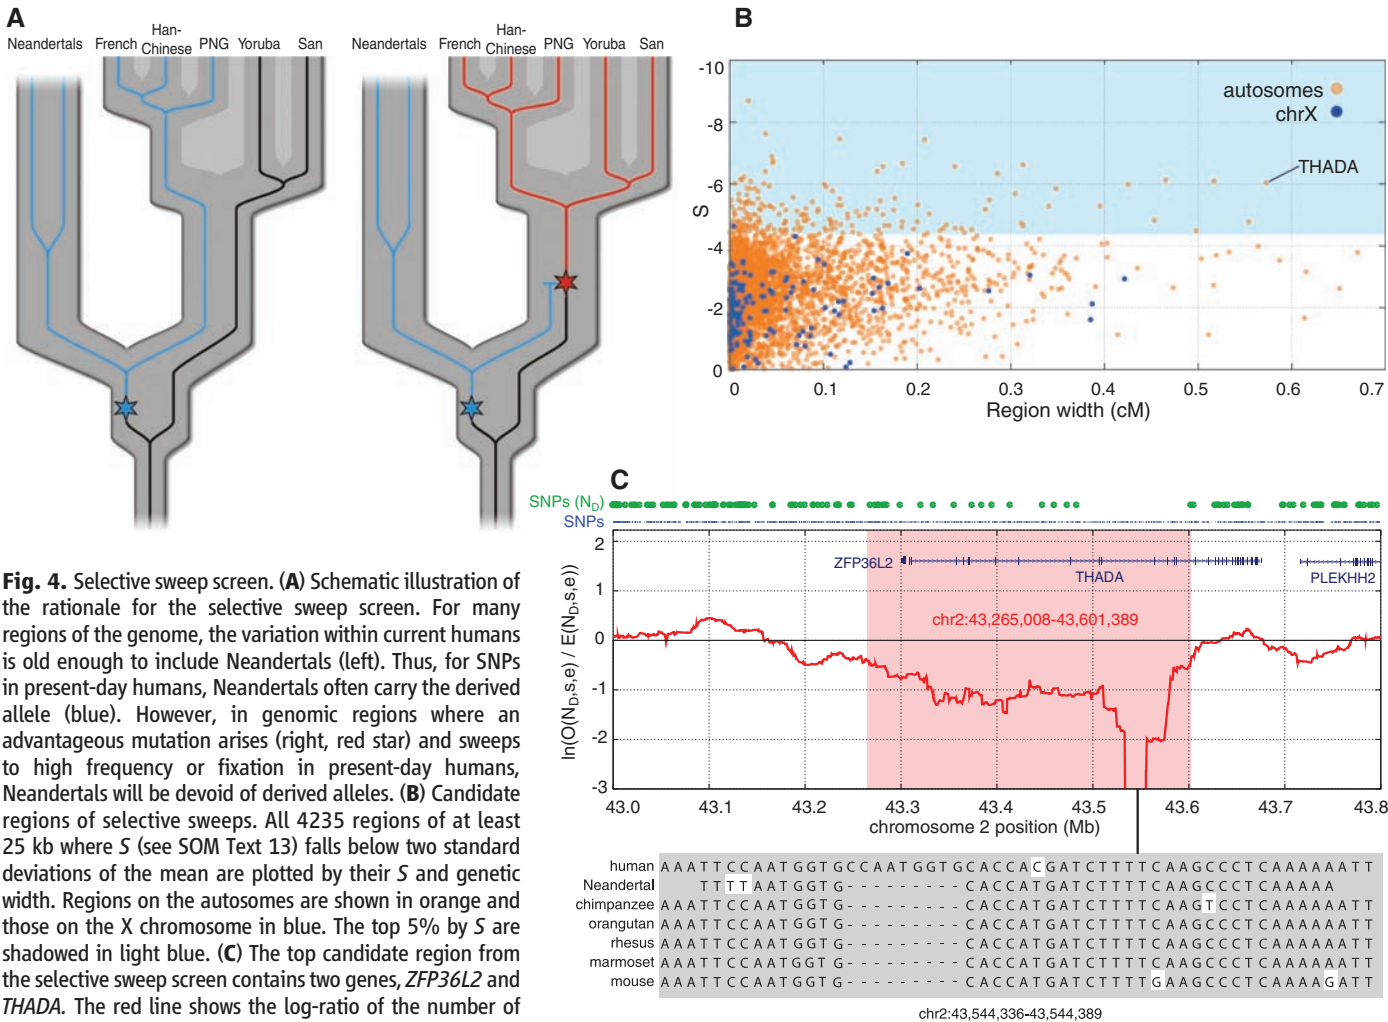 A
Neandertals French Han-Chinese PNG Yoruba San
Neandertals French Han-Chinese PNG Yoruba San
B
-10
-8
-6
-4
-2
0
S
autosomes
chrX
THADA
0 0.1 0.2 0.3 0.4 0.5 0.6 0.7
Region width (cM)
Fig. 4. Selective sweep screen. (A) Schematic illustration of
the rationale for the selective sweep screen. For many
regions of the genome, the variation within current humans
is old enough to include Neandertals (left). Thus, for SNPs
in present-day humans, Neandertals often carry the derived
allele (blue). However, in genomic regions where an
advantageous mutation arises (right, red star) and sweeps
to high frequency or fixation in present-day humans,
Neandertals will be devoid of derived alleles. (B) Candidate
regions of selective sweeps. All 4235 regions of at least
25 kb where S (see SOM Text 13) falls below two standard
deviations of the mean are plotted by their S and genetic
width. Regions on the autosomes are shown in orange and
those on the X chromosome in blue. The top 5% by S are
shadowed in light blue. (C) The top candidate region from
the selective sweep screen contains two genes, ZFP36L2 and
THADA. The red line shows the log-ratio of the number of
C
SNPs (ND)
SNPs
2
1
0
-1
-2
-3
ln(O(ND,s,e) / E(ND,s,e))
ZFP36L2
THADA
PLEKHH2
chr2:43,265,008-43,601,389
43.0 43.1 43.2 43.3 43.4 43.5 43.6 43.7 43.8
chromosome 2 position (Mb)
human AAATTCCAATGGTGCCAATGGTGCACCACGATCTTTTCAAGCCCTCAAAAAATT
Neandertal TTTTAATGGTG---------CACCATGATCTTTTCAAGCCCTCAAAAA
chimpanzee AAATTCCAATGGTG---------CACCATGATCTTTTCAAGTCCTCAAAAAATT
orangutan AAATTCCAATGGTG---------CACCATGATCTTTTCAAGCCCTCAAAAAATT
rhesus AAATTCCAATGGTG---------CACCATGATCTTTTCAAGCCCTCAAAAAATT
marmoset AAATTCCAATGGTG---------CACCATGATCTTTTCAAGCCCTCAAAAAATT
mouse AAATTCCAATGGTG---------CACCATGATCTTTTGAAGCCCTCAAAAGATT
chr2:43,544,336-43,544,389